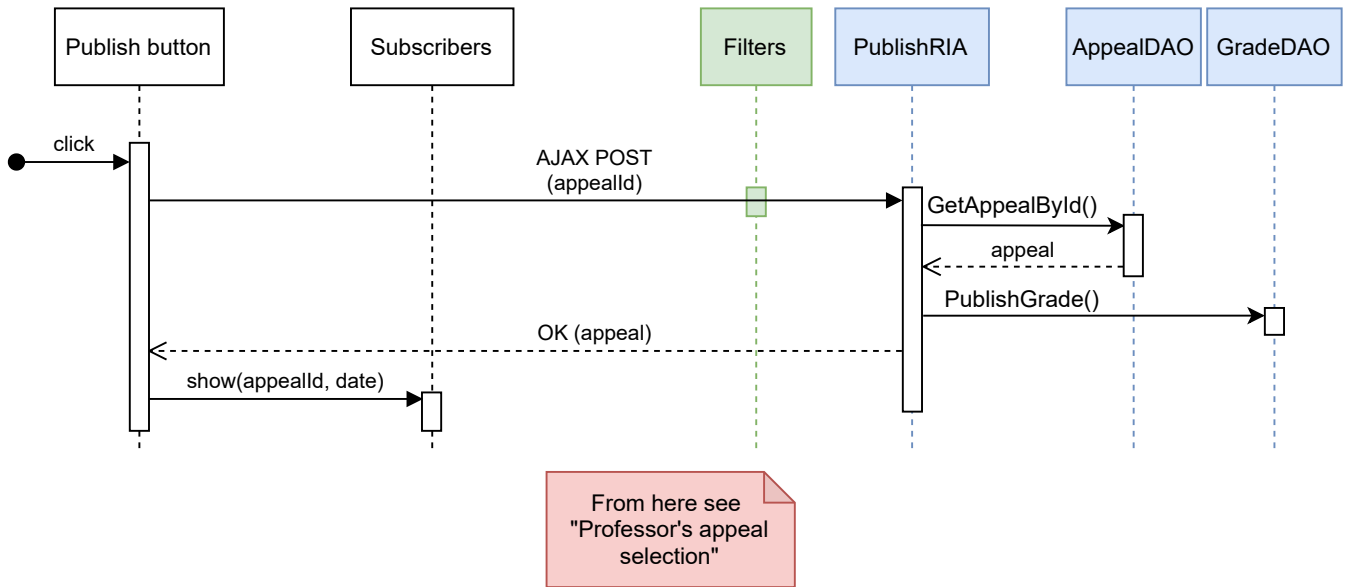 Publish button
Subscribers
Filters
PublishRIA
AppealDAO
GradeDAO
click
AJAX POST
(appealId)
GetAppealById()
appeal
PublishGrade()
OK (appeal)
show(appealId, date)
From here see
"Professor's appeal
selection"